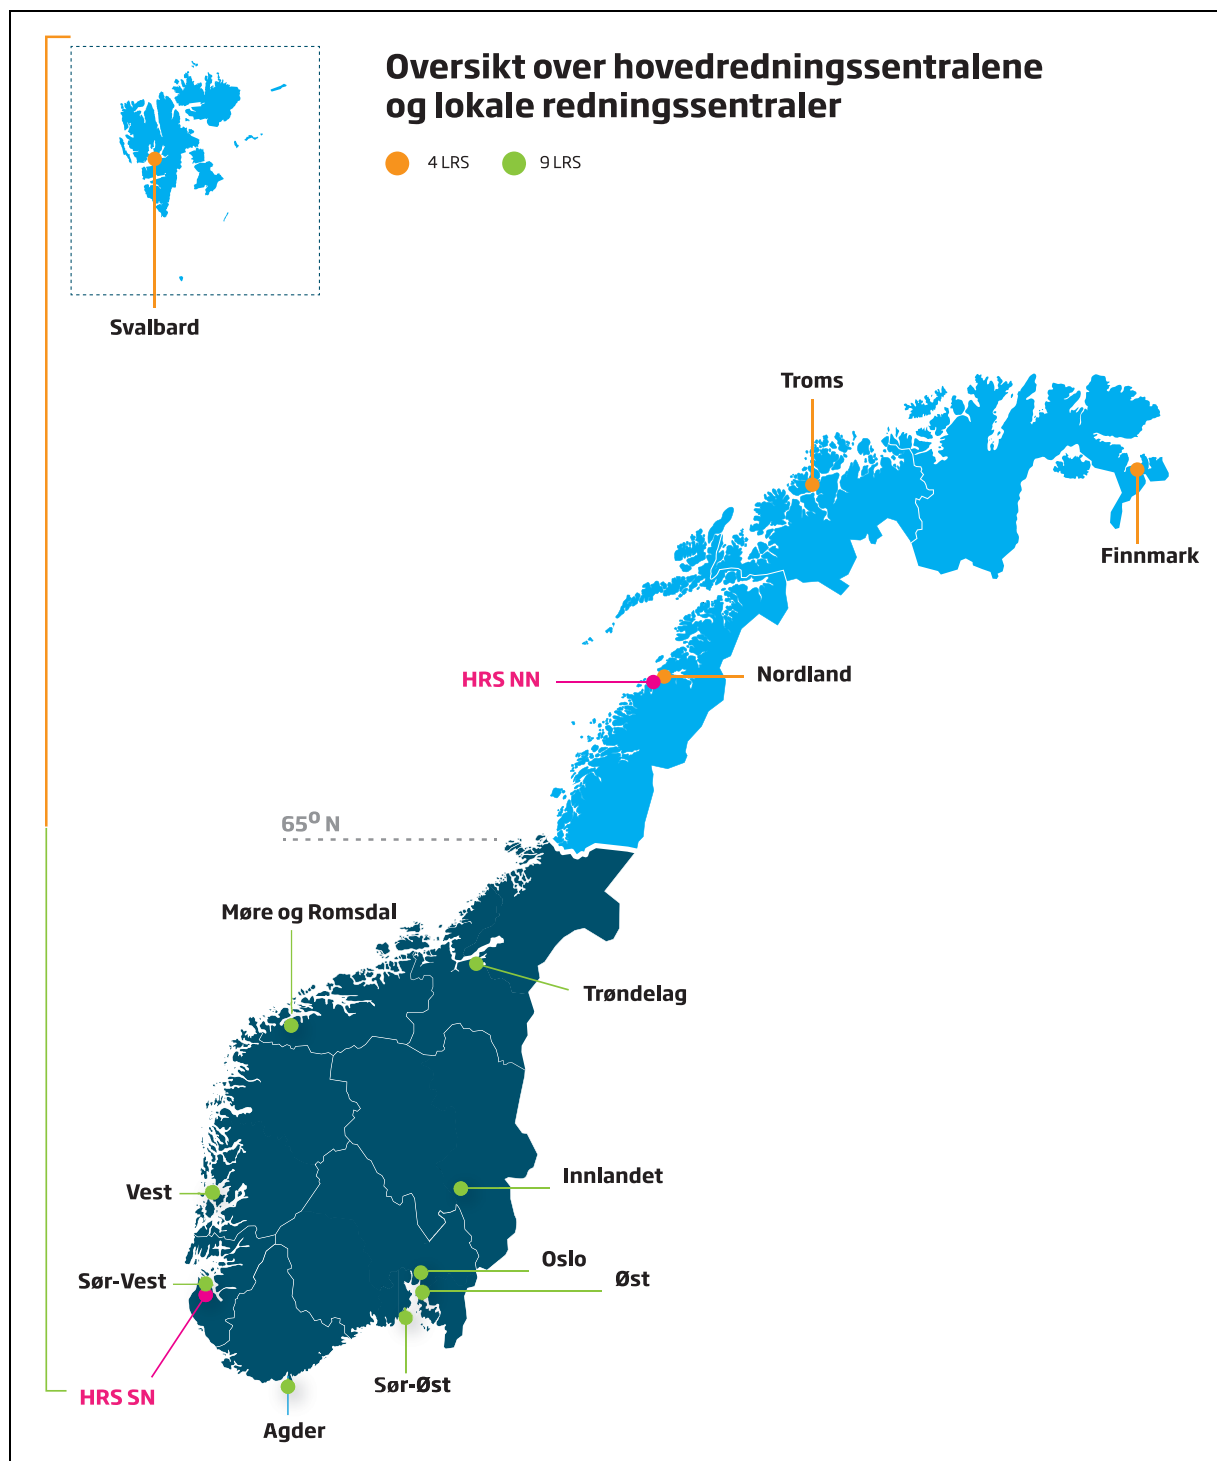 Oversikt over hovedredningssentralene
og lokale redningssentraler
4 LRS
9 LRS
Svalbard
Troms
Finnmark
HRS NN
Nordland
65⁰ N
Møre og Romsdal
Trøndelag
Innlandet
Vest
Oslo
Øst
Sør-Vest
Sør-Øst
HRS SN
Agder